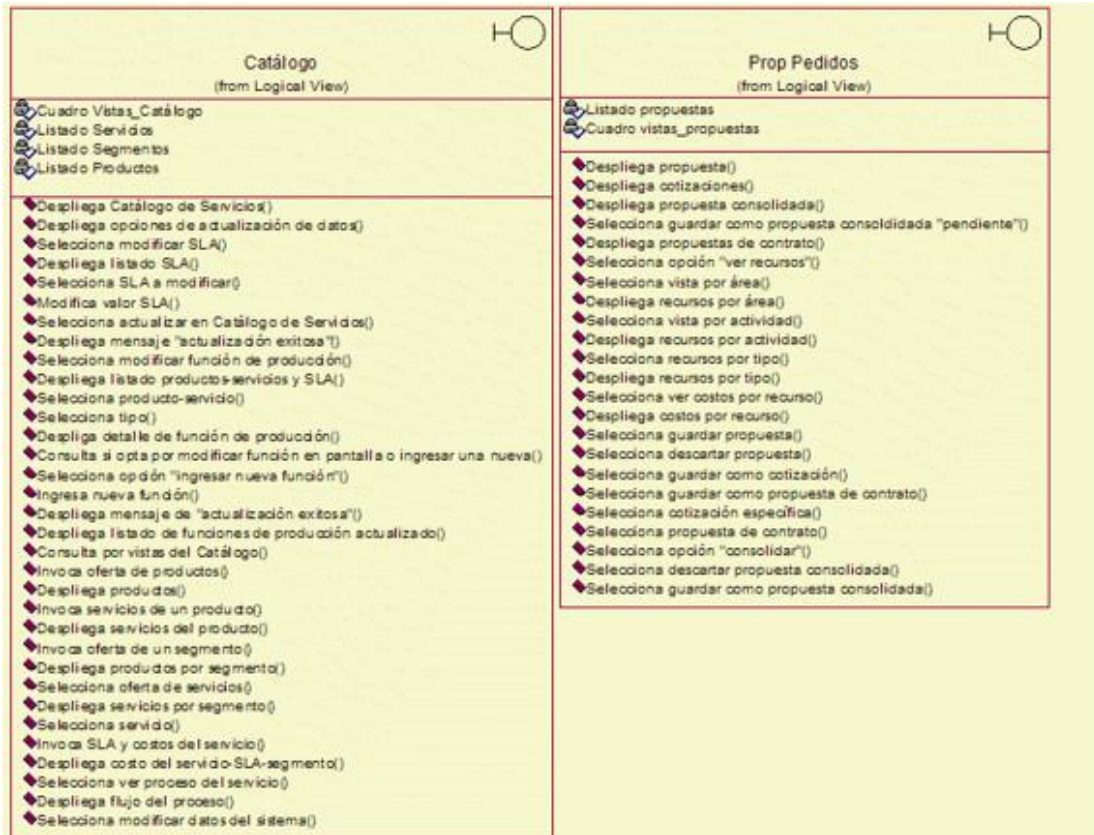 Catálogo
(from Logical View)
Cuadro Vistas_Catálogo
Listado Servicios
Listado Segmentos
Listado Productos
Despliega Catálogo de Servicios()
Despliega opciones de actualización de datos()
Selecciona modificar SLA()
Despliega listado SLA()
Selecciona SLA a modificar()
Modifica valor SLA()
Selecciona actualizar en Catálogo de Servicios()
Despliega mensaje "actualización exitosa"()
Selecciona modificar función de producción()
Despliega listado productos-servicios y SLA()
Selecciona producto-servicio()
Selecciona tipo()
Despliga detalle de función de producción()
Consulta si opta por modificar función en pantalla o ingresar una nueva()
Selecciona opción "ingresar nueva función"()
Ingresa nueva función()
Despliega mensaje de "actualización exitosa"()
Despliega listado de funciones de producción actualizado()
Consulta por vistas del Catálogo()
Invoca oferta de productos()
Despliega productos()
Invoca servicios de un producto()
Despliega servicios del producto()
Invoca oferta de un segmento()
Despliega productos por segmento()
Selecciona oferta de servicios()
Despliega servicios por segmento()
Selecciona servicio()
Invoca SLA y costos del servicio()
Despliega costo del servicio-SLA-segmento()
Selecciona ver proceso del servicio()
Despliega flujo del proceso()
Selecciona modificar datos del sistema()
Prop Pedidos
(from Logical View)
Listado propuestas
Cuadro vistas_propuestas
Despliega propuesta()
Despliega cotizaciones()
Despliega propuesta consolidada()
Selecciona guardar como propuesta consoldidada "pendiente"()
Despliega propuestas de contrato()
Selecciona opción "ver recursos"()
Selecciona vista por área()
Despliega recursos por área()
Selecciona vista por actividad()
Despliega recursos por actividad()
Selecciona recursos por tipo()
Despliega recursos por tipo()
Selecciona ver costos por recurso()
Despliega costos por recurso()
Selecciona guardar propuesta()
Selecciona descartar propuesta()
Selecciona guardar como cotización()
Selecciona guardar como propuesta de contrato()
Selecciona cotización específica()
Selecciona propuesta de contrato()
Selecciona opción "consolidar"()
Selecciona descartar propuesta consolidada()
Selecciona guardar como propuesta consolidada()